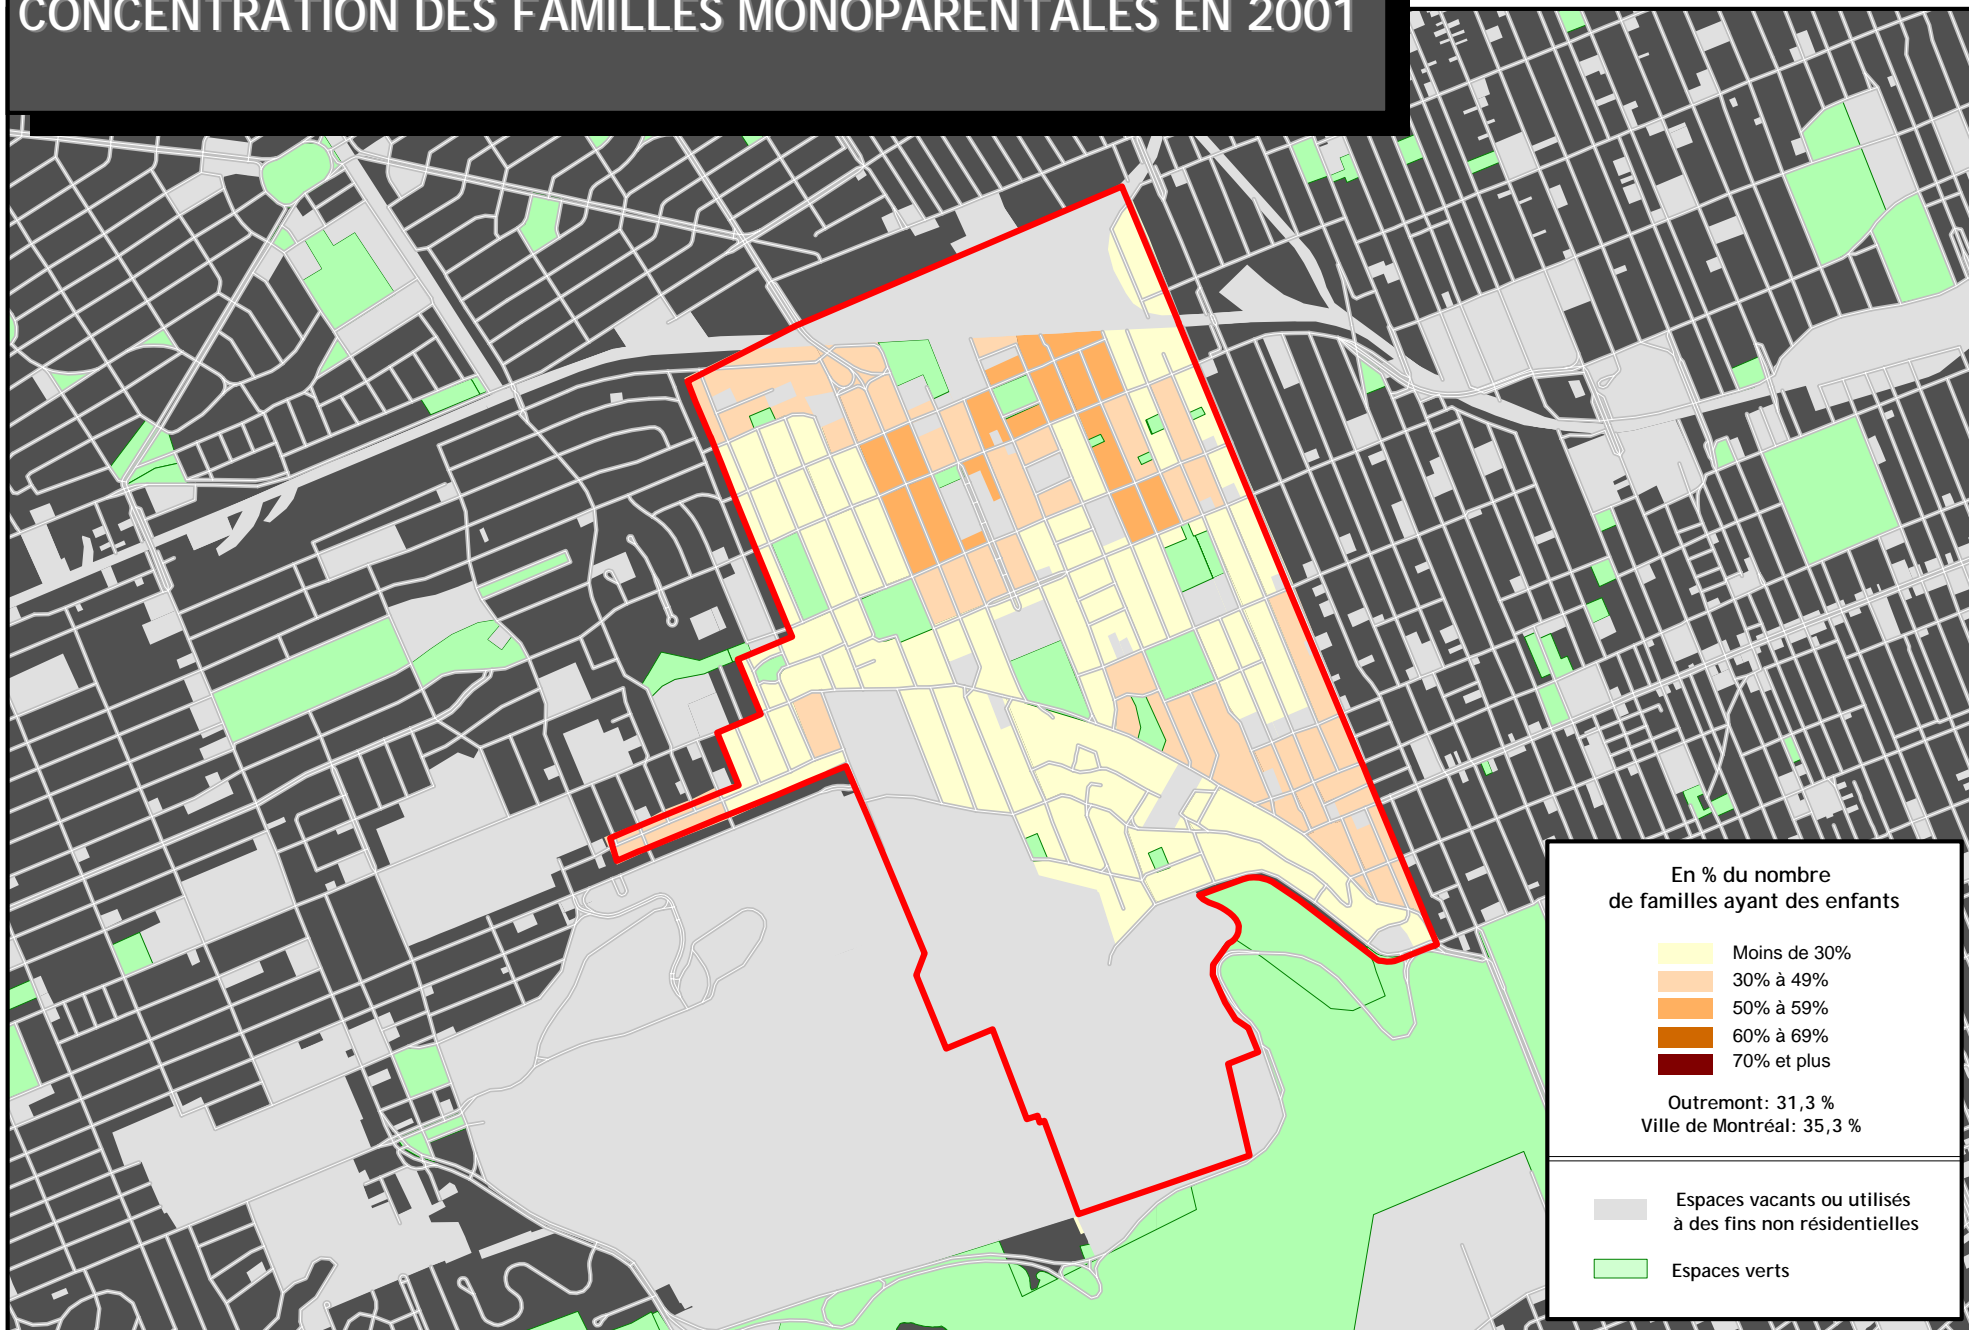 CONCENTRATION DES FAMILLES MONOPARENTALES EN 2001
En % du nombre
de familles ayant des enfants
Moins de 30%
30% à 49%
50% à 59%
60% à 69%
70% et plus
Outremont: 31,3 %
Ville de Montréal: 35,3 %
Espaces vacants ou utilisés
à des fins non résidentielles
Espaces verts